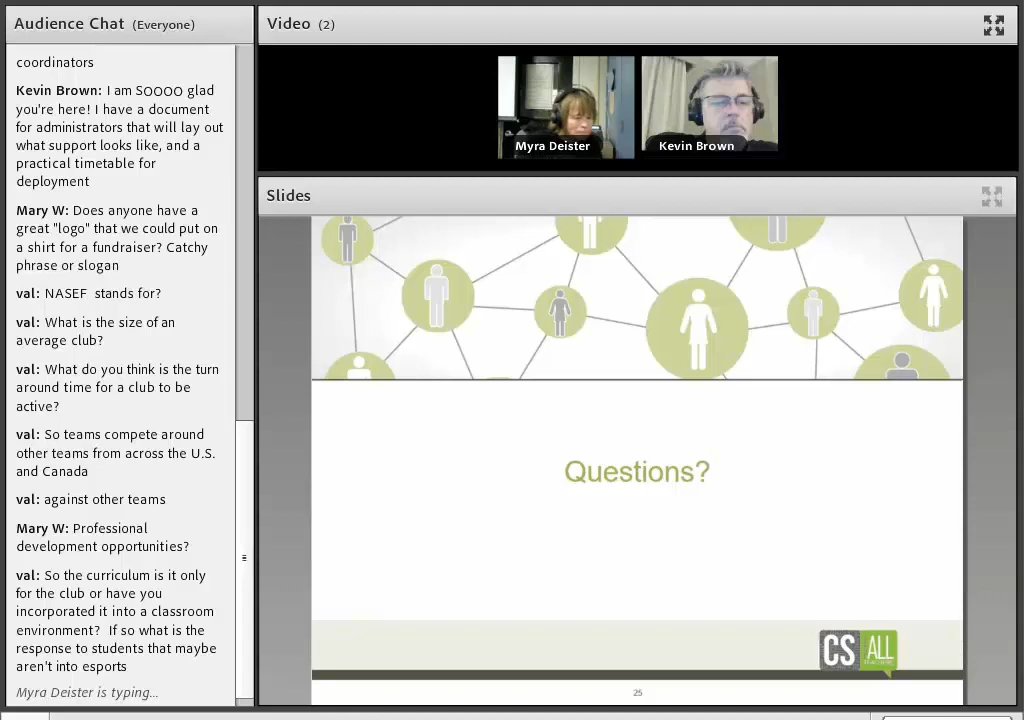 Audience Chat (Everyone)
coordinators
Kevin Brown: I am SOOOO glad
you're here! I have a document
for administrators that will lay out
what support looks like, and a
practical timetable for
deployment
Mary W: Does anyone have a
great "logo" that we could put on
a shirt for a fundraiser? Catchy
phrase or slogan
val: NASEF stands for?
val: What is the size of an
average club?
val: What do you think is the turn
around time for a club to be
active?
val: So teams compete around
other teams from across the U.S.
and Canada
val: against other teams
Mary W: Professional
development opportunities?
val: So the curriculum is it only
for the club or have you
incorporated it into a classroom
environment? If so what is the
response to students that maybe
aren't into esports
Myra Deister is typing...
Video (2)
Myra Deister
Kevin Brown
Slides
Questions?
CS ALL
25